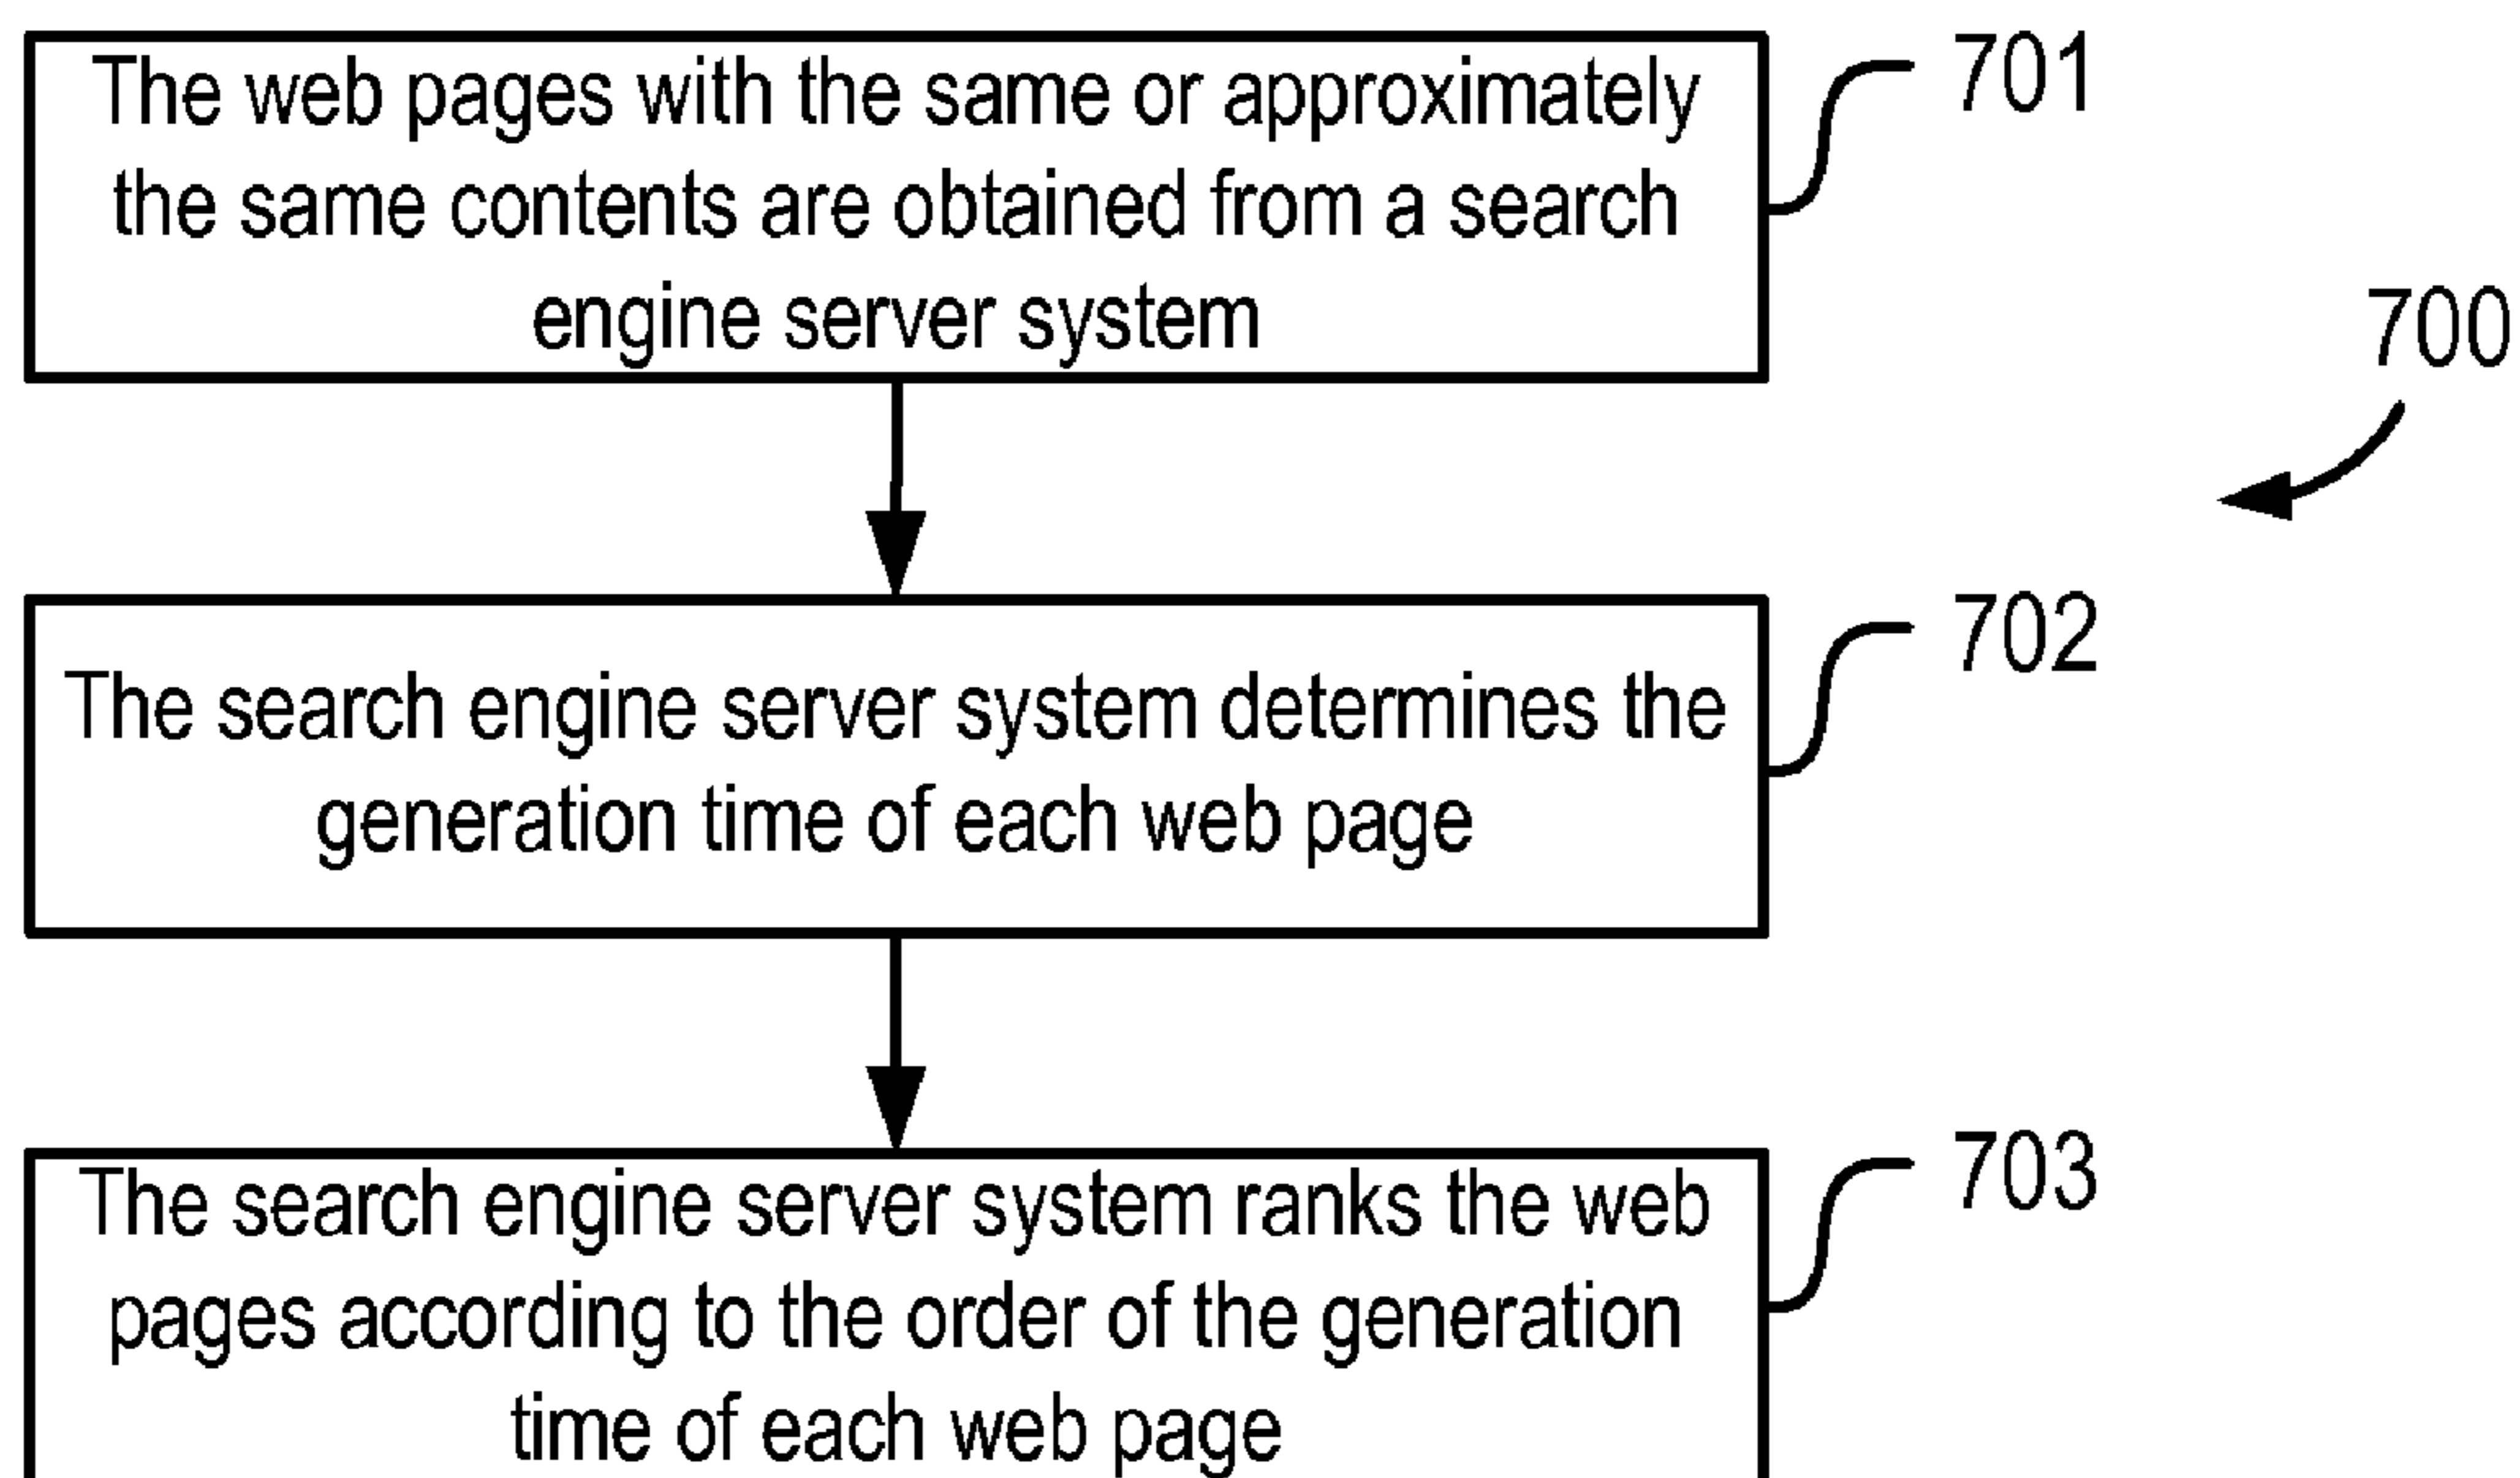 The web pages with the same or approximately
the same contents are obtained from a search
engine server system
701
700
The search engine server system determines the
generation time of each web page
702
The search engine server system ranks the web
pages according to the order of the generation
time of each web page
703